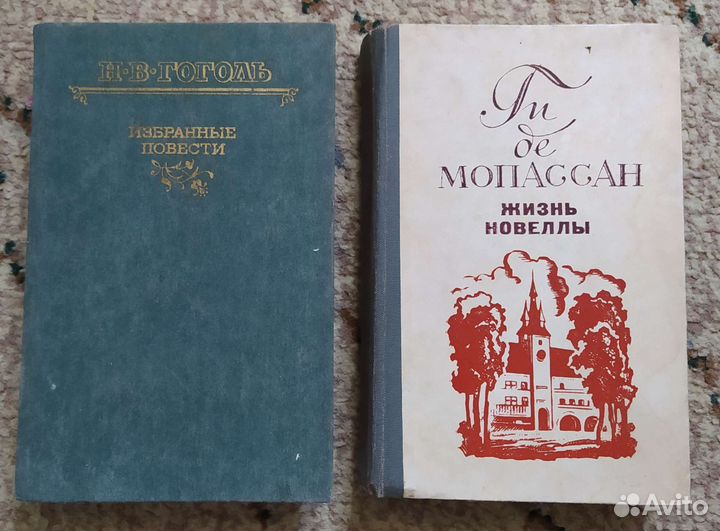 Н·В·ГОГОЛЬ
ИЗБРАННЫЕ
ПОВЕСТИ
Ги
де
МОПАССАН
ЖИЗНЬ
НОВЕЛЛЫ
Avito